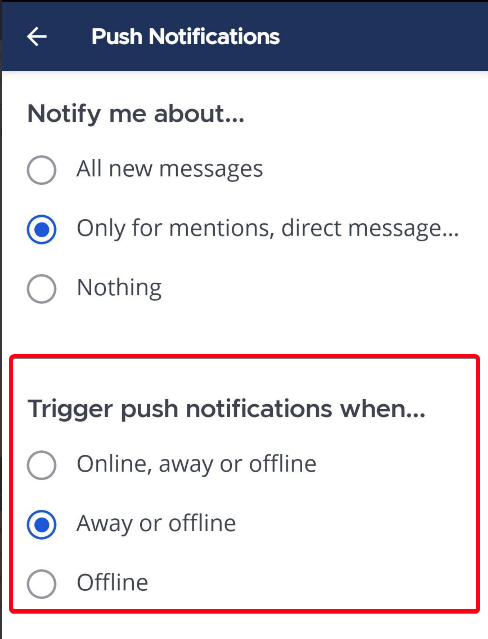 Push Notifications
Notify me about...
All new messages
Only for mentions, direct message...
Nothing
Trigger push notifications when...
Online, away or offline
Away or offline
Offline